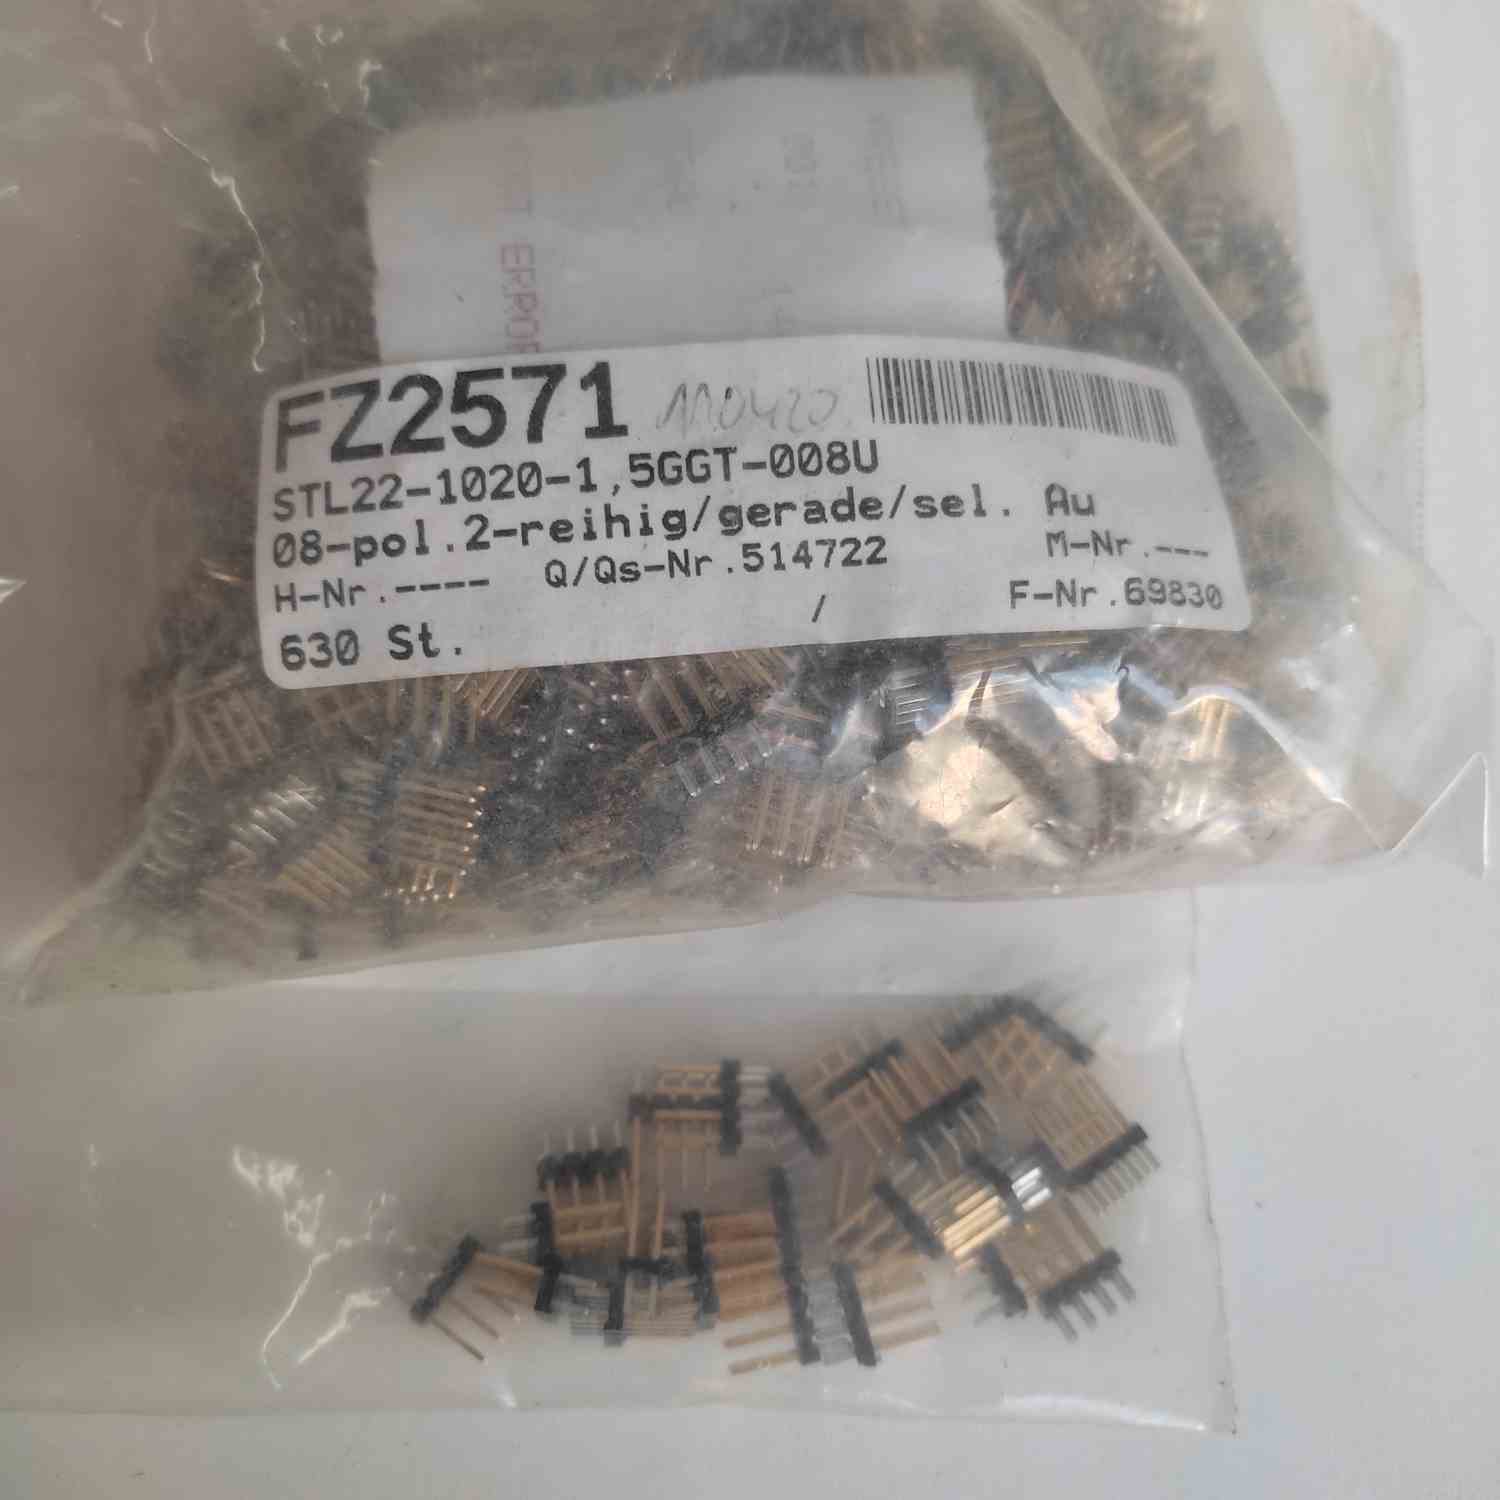 FZ2571 110420
STL22-1020-1,5GGT-008U
08-pol.2-reihig/gerade/sel. Au
H-Nr.---- Q/Qs-Nr.514722 M-Nr.---
/ F-Nr.69830
630 St.